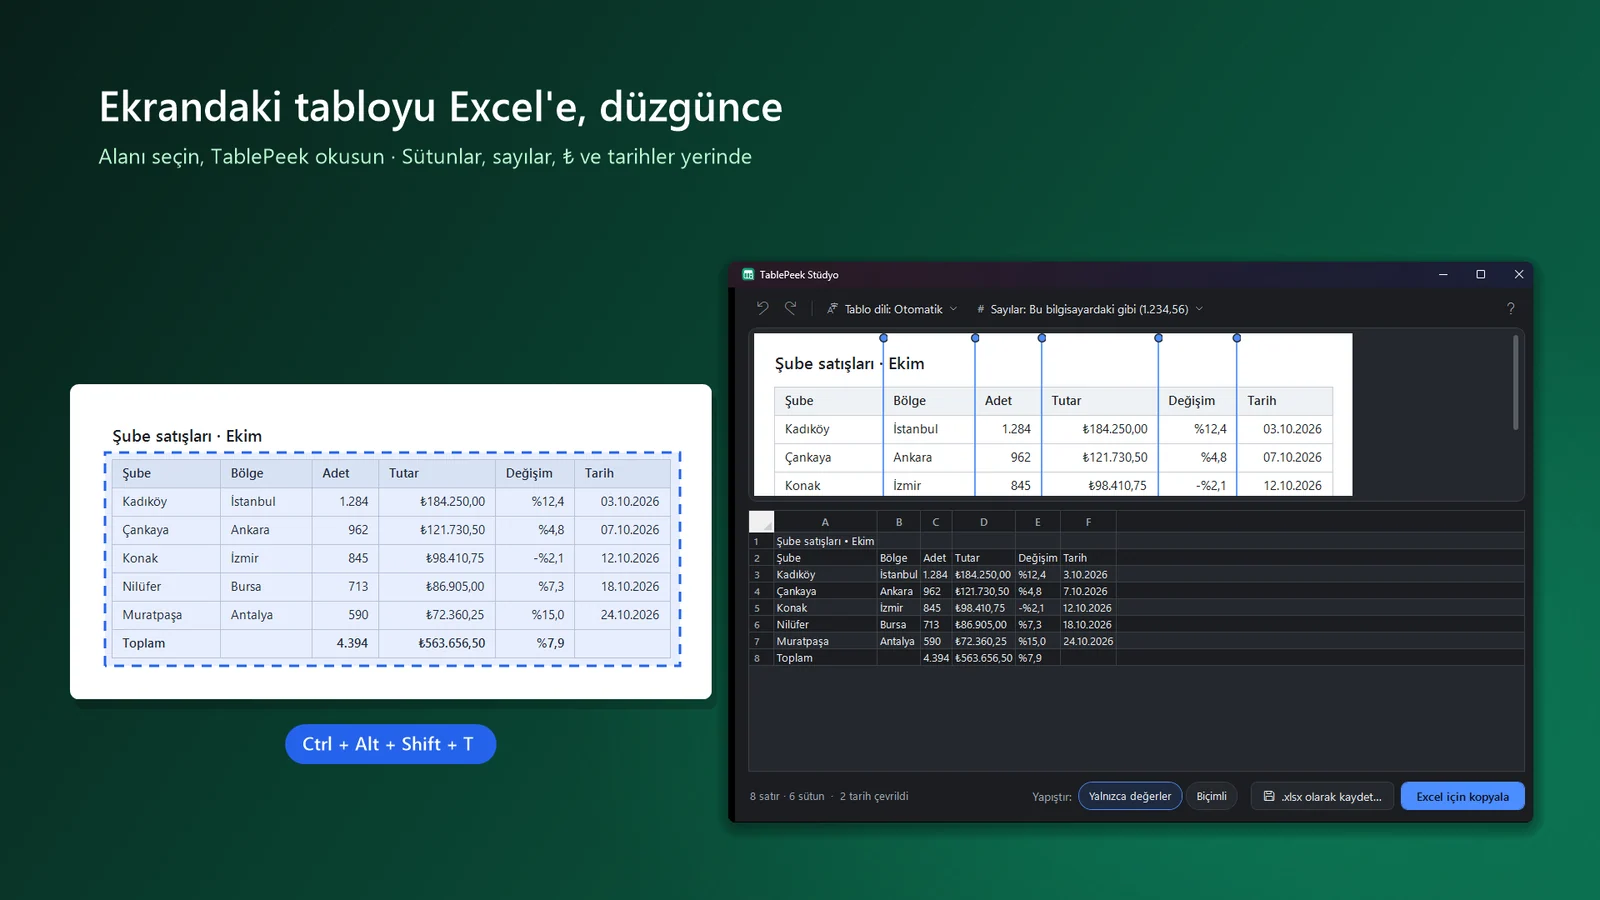 Ekrandaki tabloyu Excel'e, düzgünce
Alanı seçin, TablePeek okusun · Sütunlar, sayılar, ₺ ve tarihler yerinde
Şube satışları · Ekim
Şube Bölge Adet Tutar Değişim Tarih
Kadıköy İstanbul 1.284 ₺184.250,00 %12,4 03.10.2026
Çankaya Ankara 962 ₺121.730,50 %4,8 07.10.2026
Konak İzmir 845 ₺98.410,75 -%2,1 12.10.2026
Nilüfer Bursa 713 ₺86.905,00 %7,3 18.10.2026
Muratpaşa Antalya 590 ₺72.360,25 %15,0 24.10.2026
Toplam 4.394 ₺563.656,50 %7,9
Ctrl + Alt + Shift + T
TablePeek Stüdyo
Tablo dili: Otomatik # Sayılar: Bu bilgisayardaki gibi (1.234,56) ?
Şube satışları · Ekim
Şube Bölge Adet Tutar Değişim Tarih
Kadıköy İstanbul 1.284 ₺184.250,00 %12,4 03.10.2026
Çankaya Ankara 962 ₺121.730,50 %4,8 07.10.2026
Konak İzmir 845 ₺98.410,75 -%2,1 12.10.2026
A B C D E F
1 Şube satışları • Ekim
2 Şube Bölge Adet Tutar Değişim Tarih
3 Kadıköy İstanbul 1.284 ₺184.250,00 %12,4 3.10.2026
4 Çankaya Ankara 962 ₺121.730,50 %4,8 7.10.2026
5 Konak İzmir 845 ₺98.410,75 -%2,1 12.10.2026
6 Nilüfer Bursa 713 ₺86.905,00 %7,3 18.10.2026
7 Muratpaşa Antalya 590 ₺72.360,25 %15,0 24.10.2026
8 Toplam 4.394 ₺563.656,50 %7,9
8 satır · 6 sütun · 2 tarih çevrildi
Yapıştır: Yalnızca değerler Biçimli .xlsx olarak kaydet... Excel için kopyala